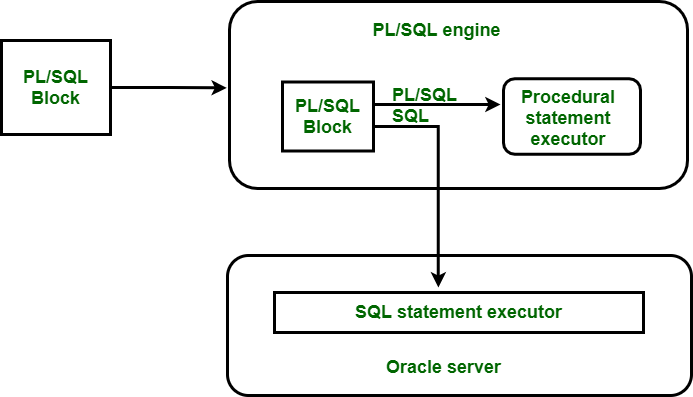 PL/SQL engine
PL/SQL
Block
PL/SQL
Block
PL/SQL
SQL
Procedural
statement
executor
SQL statement executor
Oracle server